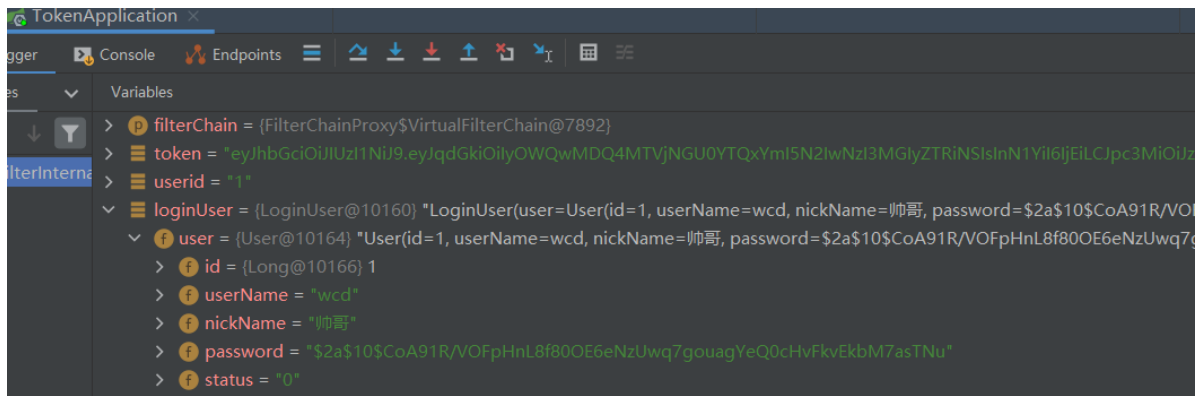 TokenApplication ×
gger Console Endpoints
es Variables
filterChain = {FilterChainProxy$VirtualFilterChain@7892}
token = "eyJhbGciOiJIUzI1NiJ9.eyJqdGkiOiIyOWQwMDQ4MTVjNGU0YTQxYmI5N2IwNzI3MGIyZTRiNSIsInN1YiI6IjEiLCJpc3MiOiJz
ilterInterna userid = "1"
loginUser = {LoginUser@10160} "LoginUser(user=User(id=1, userName=wcd, nickName=帅哥, password=$2a$10$CoA91R/VO
user = {User@10164} "User(id=1, userName=wcd, nickName=帅哥, password=$2a$10$CoA91R/VOFpHnL8f80OE6eNzUwq7g
id = {Long@10166} 1
userName = "wcd"
nickName = "帅哥"
password = "$2a$10$CoA91R/VOFpHnL8f80OE6eNzUwq7gouagYeQ0cHvFkvEkbM7asTNu"
status = "0"